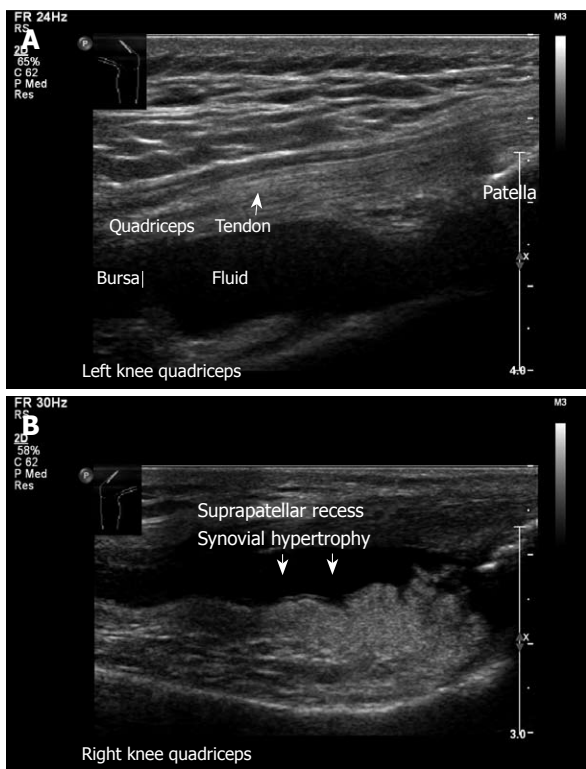 FR 24Hz
RS
A
2D
65%
C 62
P Med
Res
P
M3
Patella
Quadriceps Tendon
x
Bursa Fluid
4.0
Left knee quadriceps
FR 30Hz
RS
B
2D
58%
C 62
P Med
Res
P
M3
Suprapatellar recess
Synovial hypertrophy
x
3.0
Right knee quadriceps